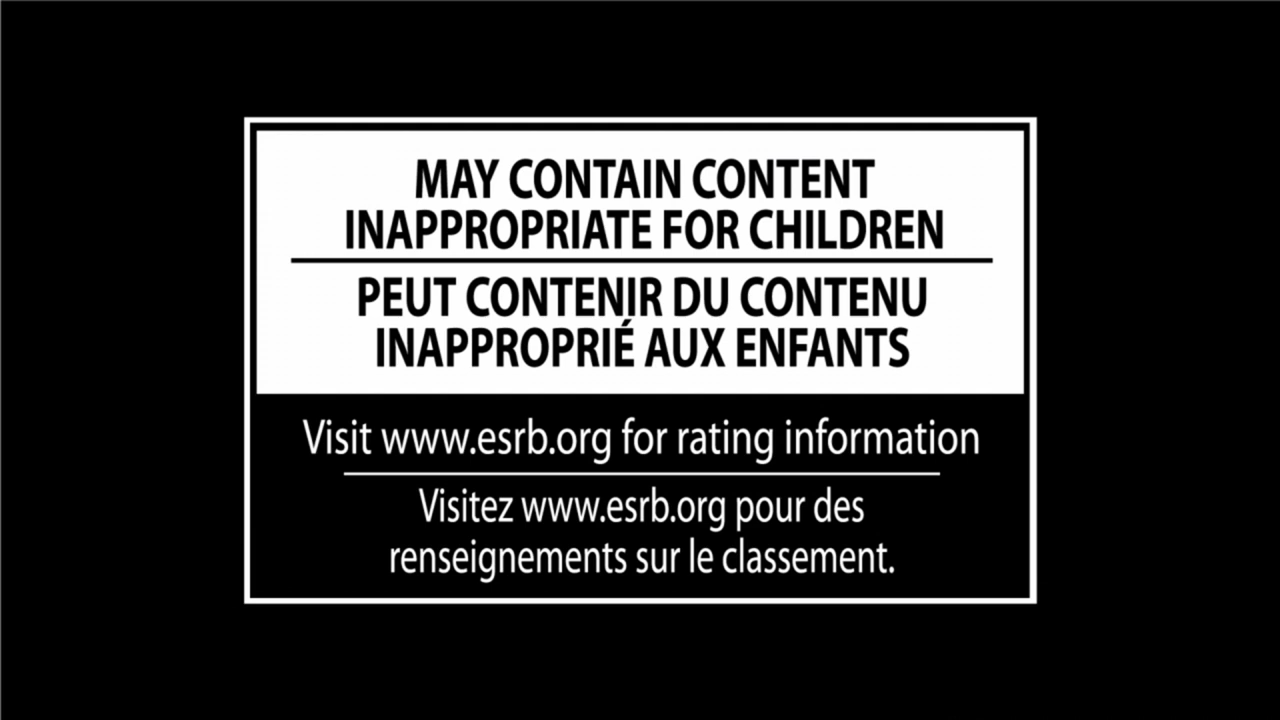 MAY CONTAIN CONTENT
INAPPROPRIATE FOR CHILDREN
PEUT CONTENIR DU CONTENU
INAPPROPRIÉ AUX ENFANTS
Visit www.esrb.org for rating information
Visitez www.esrb.org pour des
renseignements sur le classement.